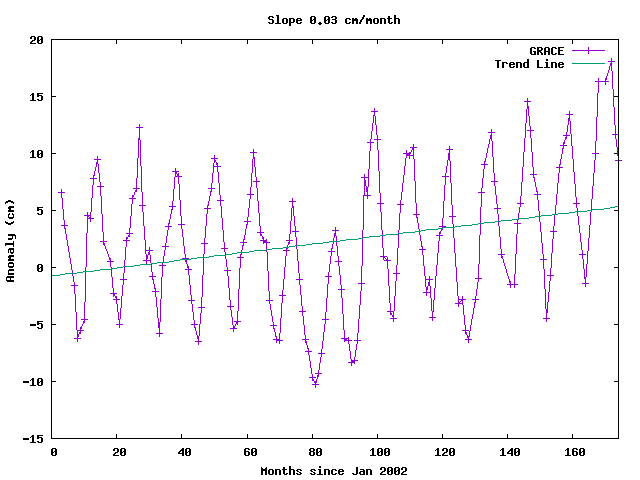 Slope 0.03 cm/month
20
15
10
5
0
-5
-10
-15
Anomaly (cm)
GRACE
Trend Line
0 20 40 60 80 100 120 140 160
Months since Jan 2002